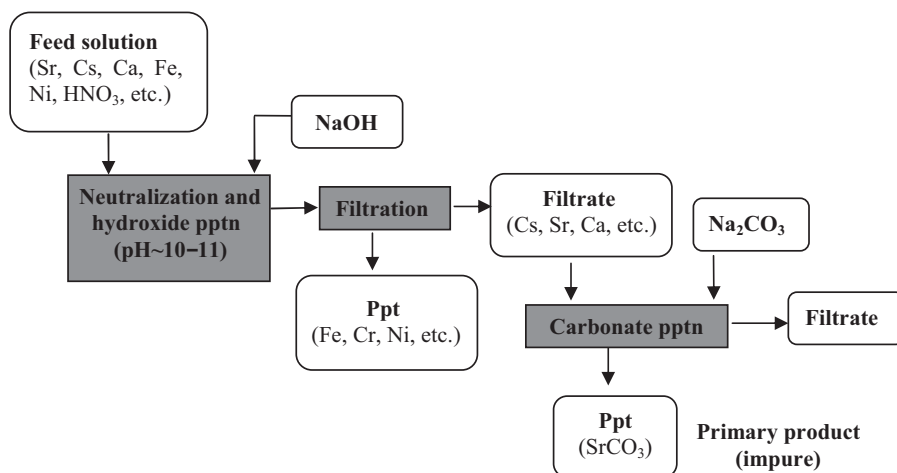 Feed solution
(Sr, Cs, Ca, Fe,
Ni, HNO₃, etc.)
NaOH
Neutralization and
hydroxide pptn
(pH~10−11)
Filtration
Filtrate
(Cs, Sr, Ca, etc.)
Na₂CO₃
Ppt
(Fe, Cr, Ni, etc.)
Carbonate pptn
Filtrate
Ppt
(SrCO₃)
Primary product
(impure)